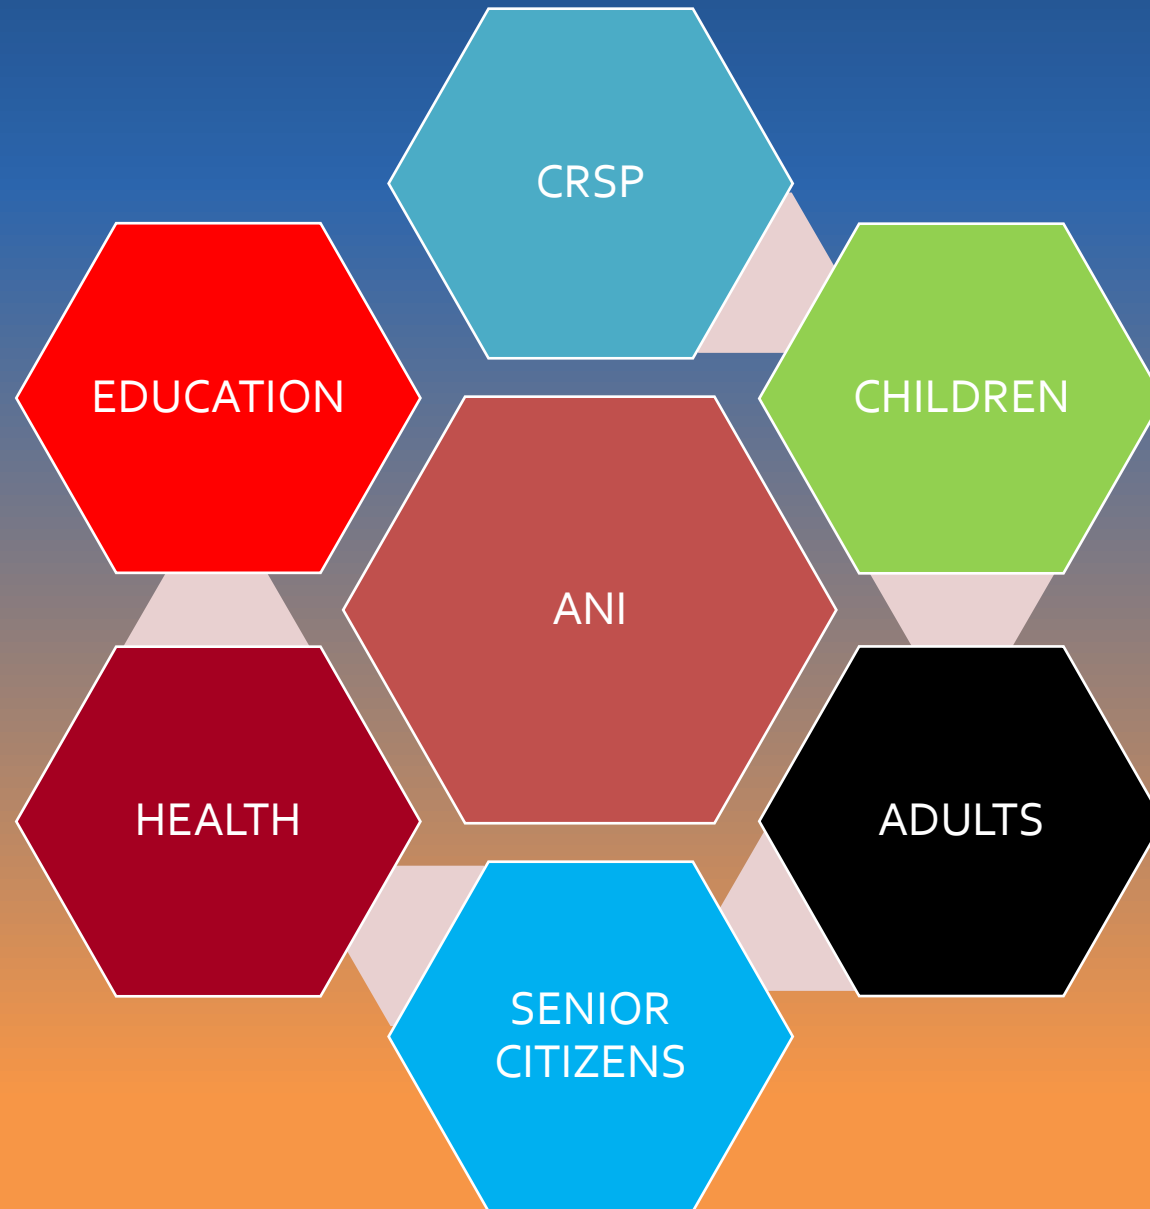 CRSP
EDUCATION
CHILDREN
ANI
HEALTH
ADULTS
SENIOR
CITIZENS